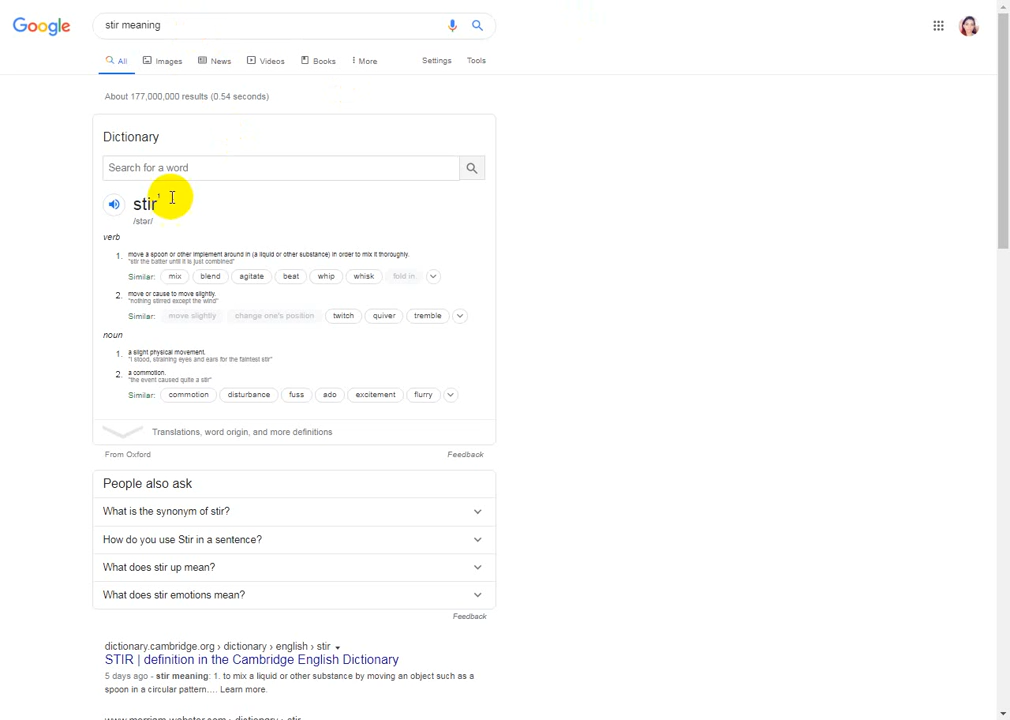 Google
stir meaning
All Images News Videos Books More Settings Tools
About 177,000,000 results (0.54 seconds)
Dictionary
Search for a word
stir¹
/stər/
verb
1. move a spoon or other implement around in (a liquid or other substance) in order to mix it thoroughly.
"stir the batter until it is just combined"
Similar: mix blend agitate beat whip whisk fold in
2. move or cause to move slightly.
"nothing stirred except the wind"
Similar: move slightly change one's position twitch quiver tremble
noun
1. a slight physical movement.
"I stood, straining eyes and ears for the faintest stir"
2. a commotion.
"the event caused quite a stir"
Similar: commotion disturbance fuss ado excitement flurry
Translations, word origin, and more definitions
From Oxford Feedback
People also ask
What is the synonym of stir?
How do you use Stir in a sentence?
What does stir up mean?
What does stir emotions mean?
Feedback
dictionary.cambridge.org › dictionary › english › stir
STIR | definition in the Cambridge English Dictionary
5 days ago - stir meaning: 1. to mix a liquid or other substance by moving an object such as a
spoon in a circular pattern.... Learn more.
www.merriam-webster.com › dictionary › stir